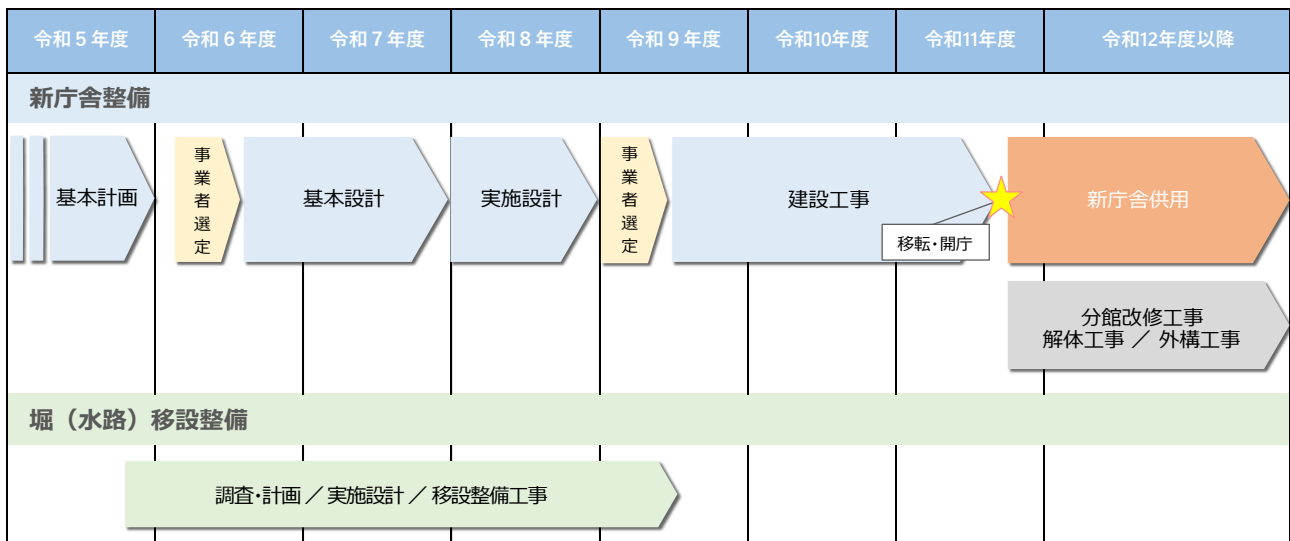 令和５年度
令和６年度
令和７年度
令和８年度
令和９年度
令和10年度
令和11年度
令和12年度以降
新庁舎整備
基本計画
事業者選定
基本設計
実施設計
事業者選定
建設工事
移転・開庁
新庁舎供用
分館改修工事
解体工事 ／ 外構工事
堀（水路）移設整備
調査・計画 ／ 実施設計 ／ 移設整備工事